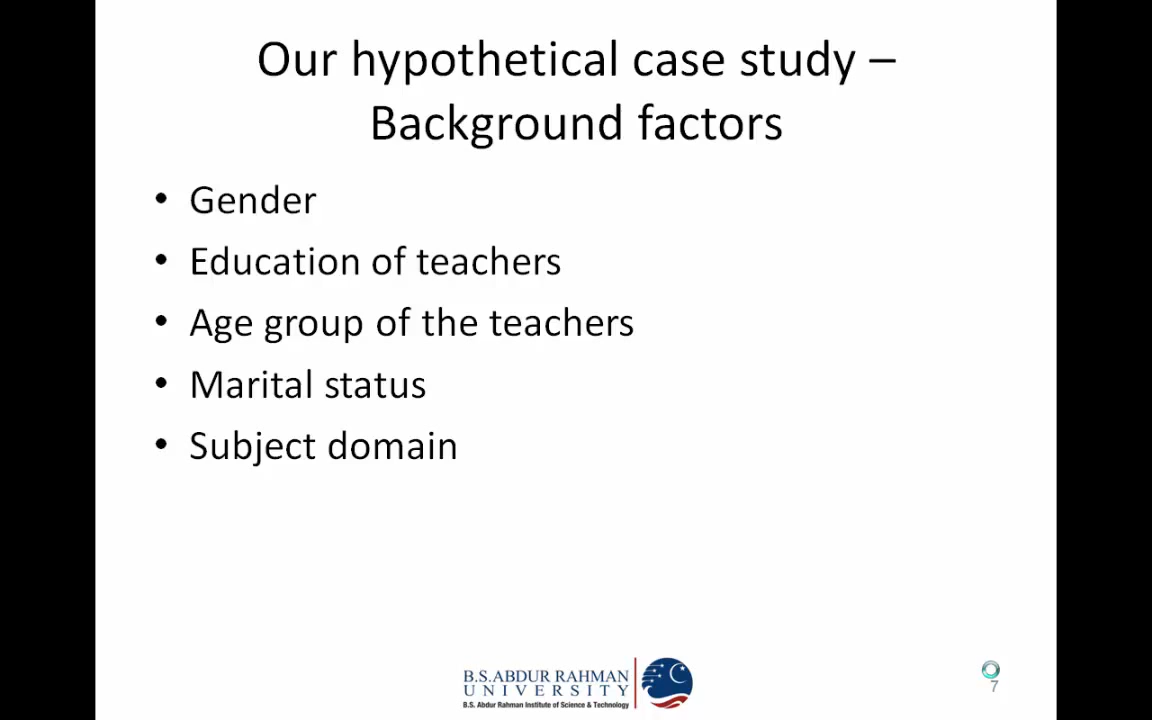 Our hypothetical case study –
Background factors
• Gender
• Education of teachers
• Age group of the teachers
• Marital status
• Subject domain
B.S.ABDUR RAHMAN
UNIVERSITY
B.S. Abdur Rahman Institute of Science & Technology
7